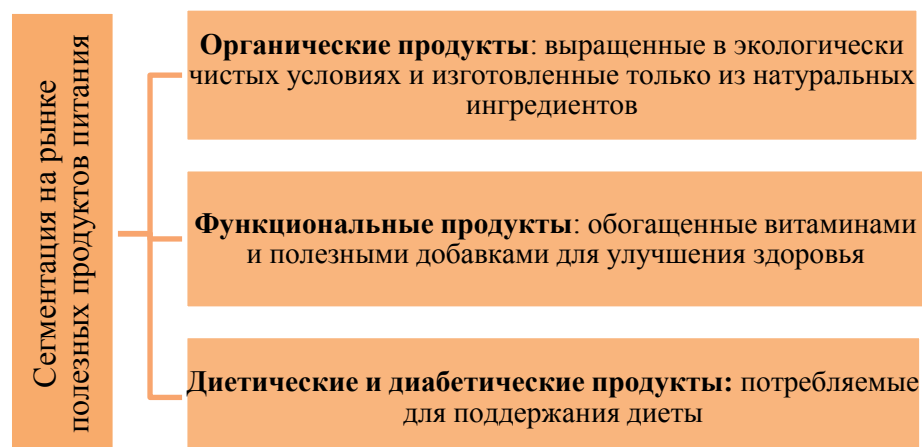 Сегментация на рынке
полезных продуктов питания
Органические продукты: выращенные в экологически
чистых условиях и изготовленные только из натуральных
ингредиентов
Функциональные продукты: обогащенные витаминами
и полезными добавками для улучшения здоровья
Диетические и диабетические продукты: потребляемые
для поддержания диеты